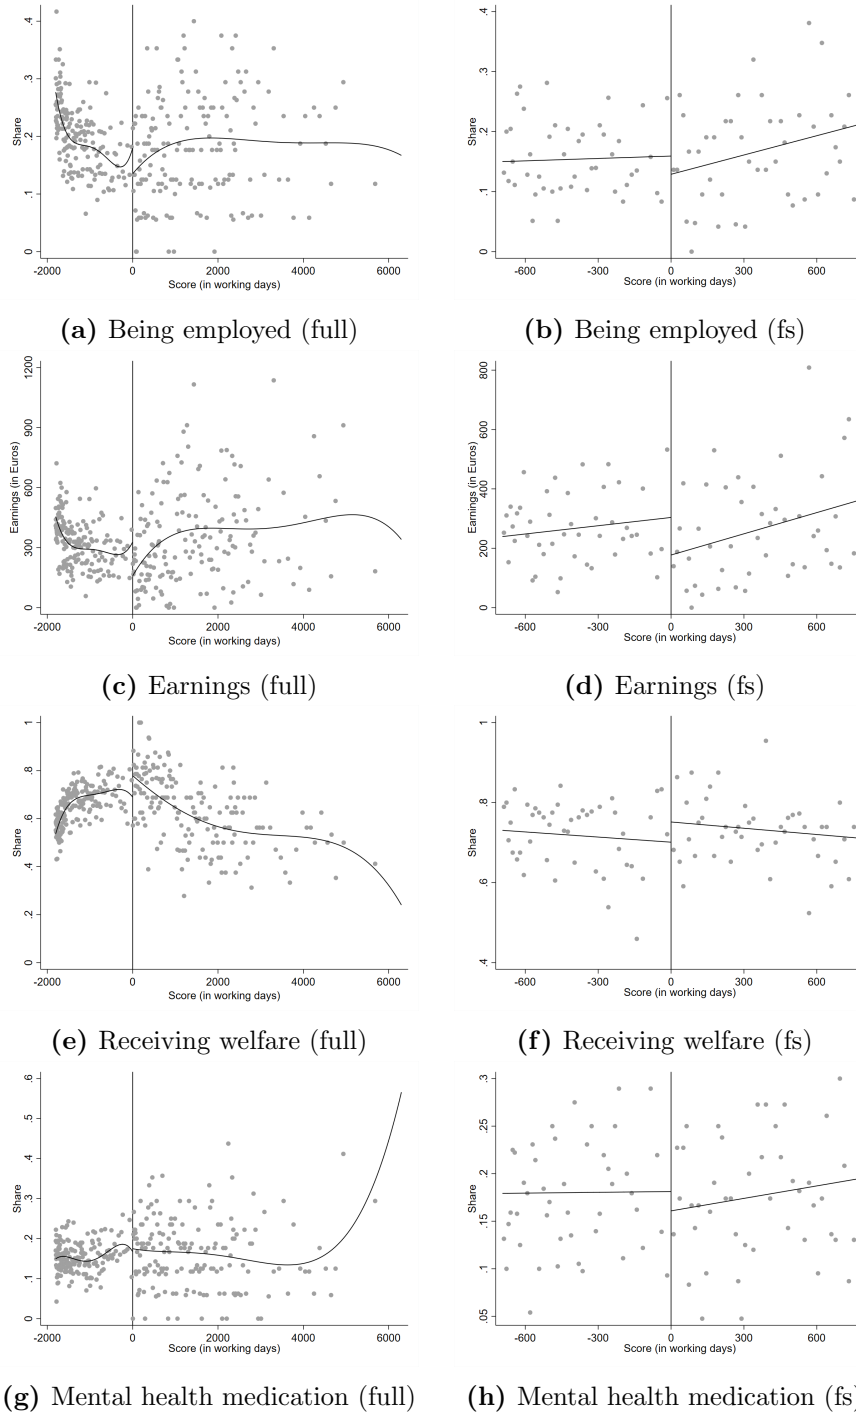 .4
.3
.2
.1
0
Share
-2000 0 2000 4000 6000
Score (in working days)
.4
.3
.2
.1
0
Share
-600 -300 0 300 600
Score (in working days)
(a) Being employed (full)
(b) Being employed (fs)
1200
900
600
300
0
Earnings (in Euros)
-2000 0 2000 4000 6000
Score (in working days)
800
600
400
200
0
Earnings (in Euros)
-600 -300 0 300 600
Score (in working days)
(c) Earnings (full)
(d) Earnings (fs)
1
.8
.6
.4
.2
0
Share
-2000 0 2000 4000 6000
Score (in working days)
1
.8
.6
.4
Share
-600 -300 0 300 600
Score (in working days)
(e) Receiving welfare (full)
(f) Receiving welfare (fs)
.6
.5
.4
.3
.2
.1
0
Share
-2000 0 2000 4000 6000
Score (in working days)
.3
.25
.2
.15
.1
.05
Share
-600 -300 0 300 600
Score (in working days)
(g) Mental health medication (full)
(h) Mental health medication (fs)